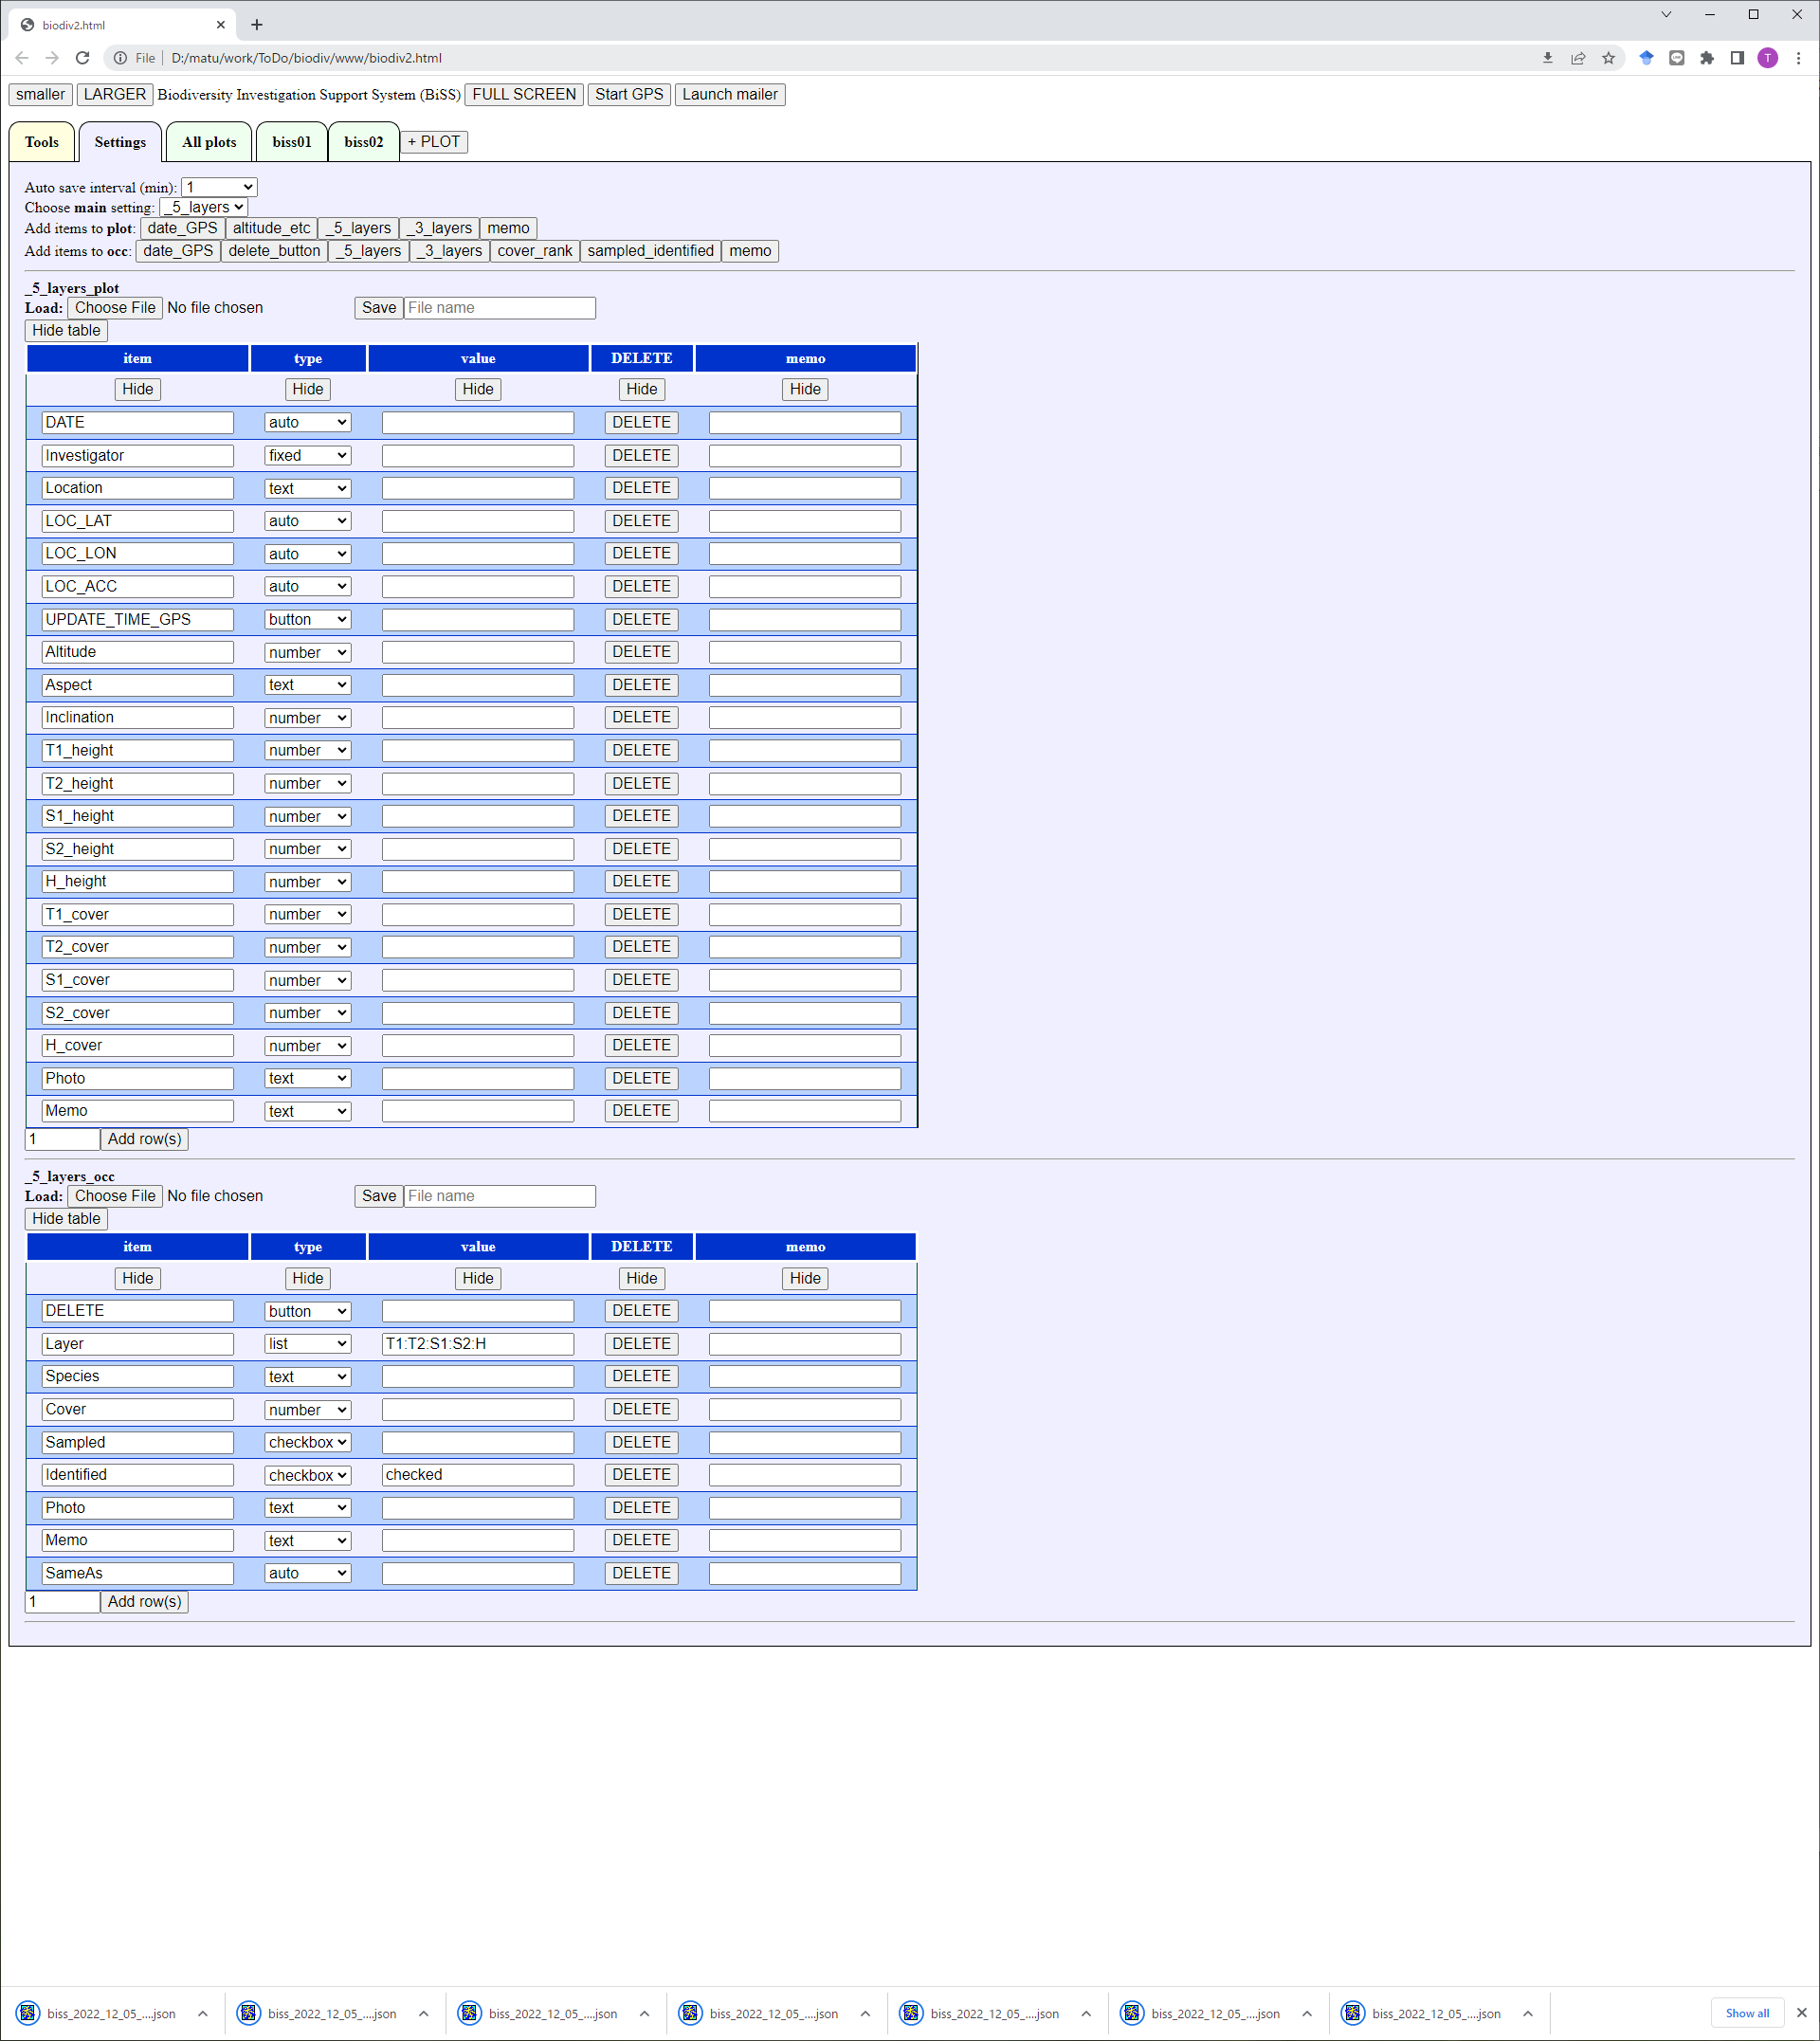 biodiv2.html
File D:/matu/work/ToDo/biodiv/www/biodiv2.html T
smaller LARGER Biodiversity Investigation Support System (BiSS) FULL SCREEN Start GPS Launch mailer
Tools Settings All plots biss01 biss02 + PLOT
Auto save interval (min): 1
Choose main setting: _5_layers
Add items to plot: date_GPS altitude_etc _5_layers _3_layers memo
Add items to occ: date_GPS delete_button _5_layers _3_layers cover_rank sampled_identified memo
_5_layers_plot
Load: Choose File No file chosen Save File name
Hide table
item type value DELETE memo
Hide Hide Hide Hide Hide
DATE auto DELETE
Investigator fixed DELETE
Location text DELETE
LOC_LAT auto DELETE
LOC_LON auto DELETE
LOC_ACC auto DELETE
UPDATE_TIME_GPS button DELETE
Altitude number DELETE
Aspect text DELETE
Inclination number DELETE
T1_height number DELETE
T2_height number DELETE
S1_height number DELETE
S2_height number DELETE
H_height number DELETE
T1_cover number DELETE
T2_cover number DELETE
S1_cover number DELETE
S2_cover number DELETE
H_cover number DELETE
Photo text DELETE
Memo text DELETE
1 Add row(s)
_5_layers_occ
Load: Choose File No file chosen Save File name
Hide table
item type value DELETE memo
Hide Hide Hide Hide Hide
DELETE button DELETE
Layer list T1:T2:S1:S2:H DELETE
Species text DELETE
Cover number DELETE
Sampled checkbox DELETE
Identified checkbox checked DELETE
Photo text DELETE
Memo text DELETE
SameAs auto DELETE
1 Add row(s)
biss_2022_12_05_....json biss_2022_12_05_....json biss_2022_12_05_....json biss_2022_12_05_....json biss_2022_12_05_....json biss_2022_12_05_....json biss_2022_12_05_....json Show all